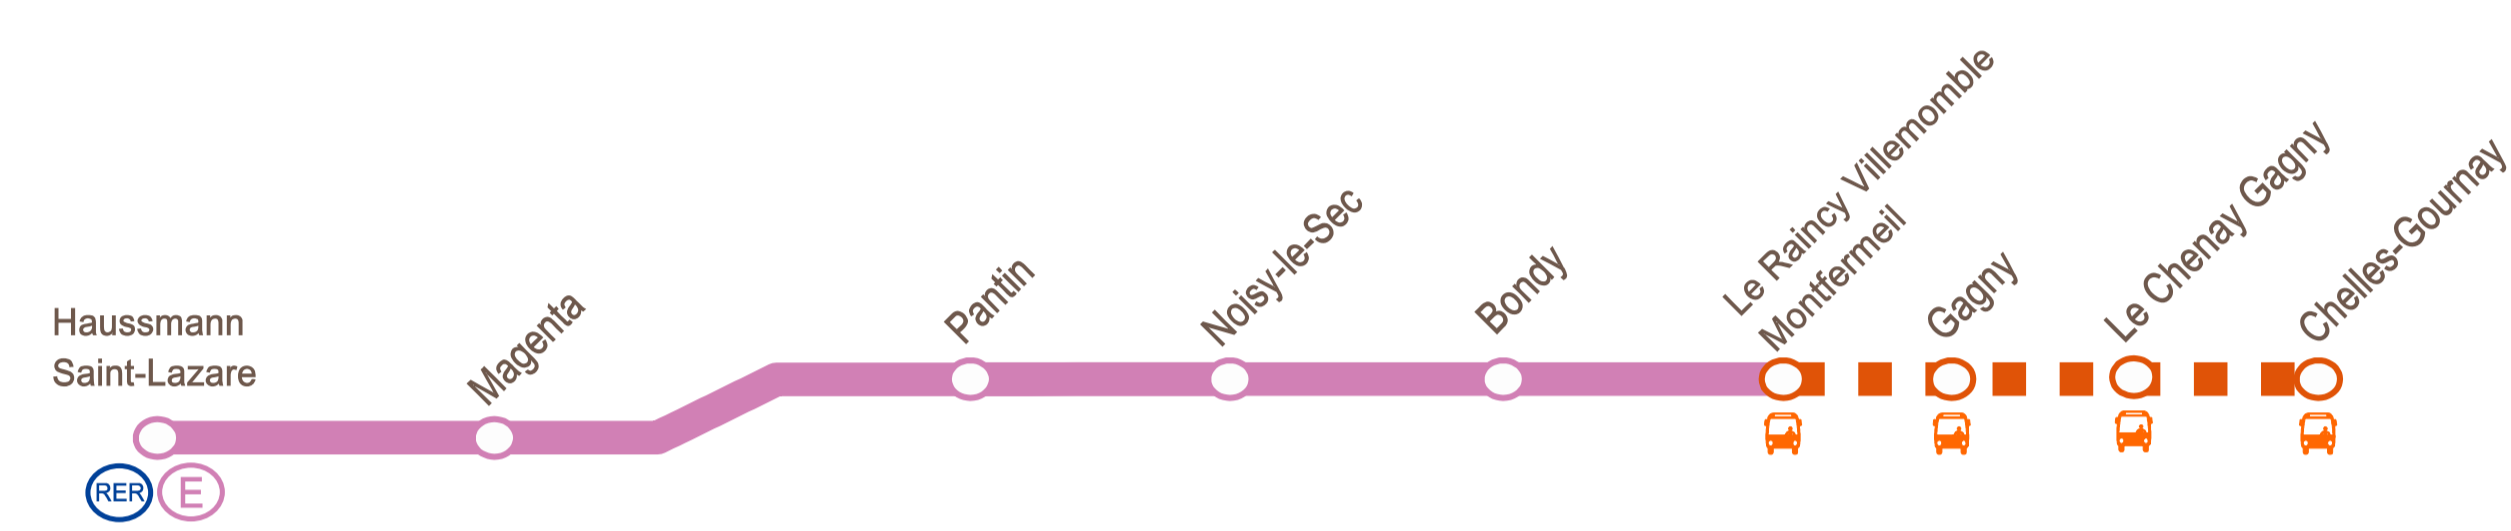 Haussmann
Saint-Lazare
Magenta
Pantin
Noisy-le-Sec
Bondy
Le Raincy Villemomble
Montfermeil
Gagny
Le Chenay Gagny
Chelles-Gournay
RER
E